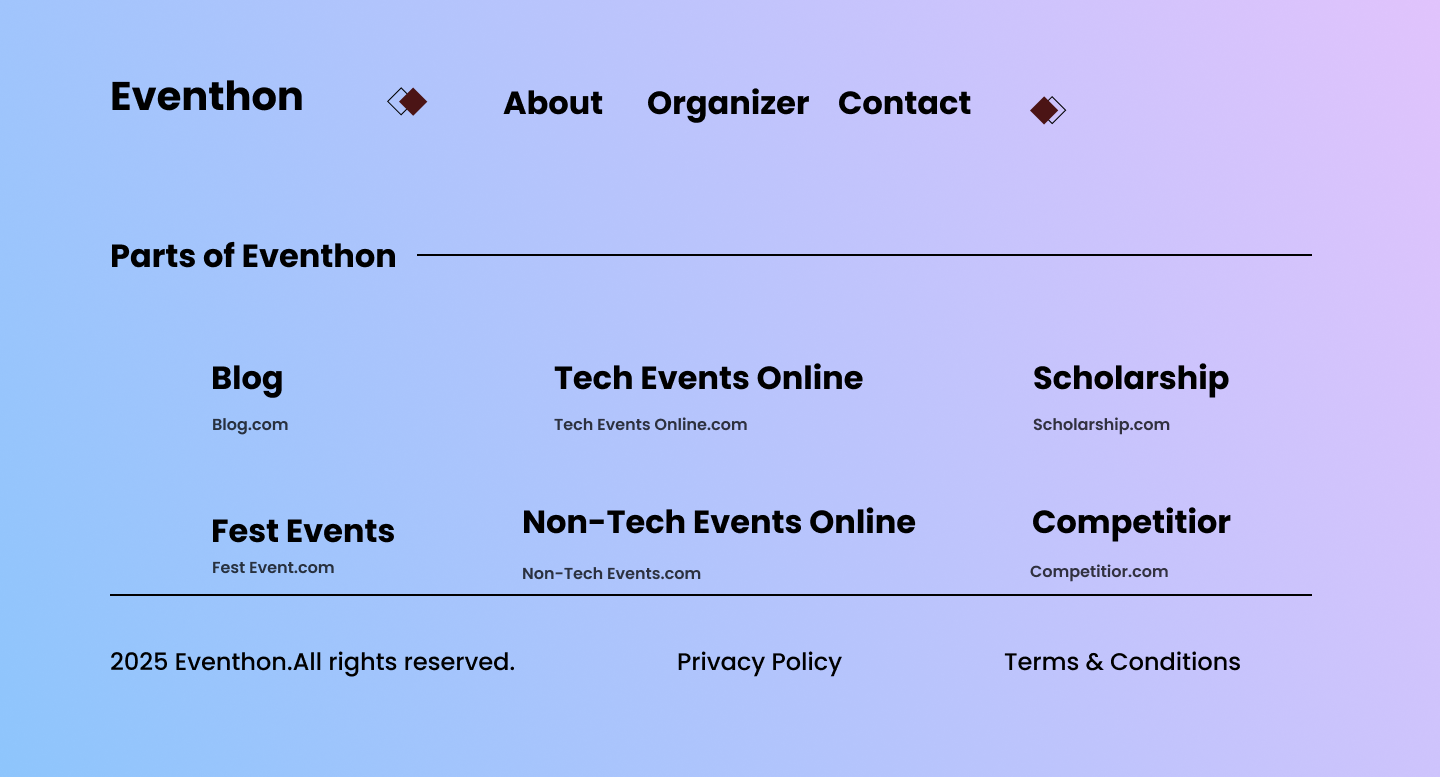 Eventhon
About Organizer Contact
Parts of Eventhon
Blog
Blog.com
Tech Events Online
Tech Events Online.com
Scholarship
Scholarship.com
Fest Events
Fest Event.com
Non-Tech Events Online
Non-Tech Events.com
Competitior
Competitior.com
2025 Eventhon.All rights reserved.
Privacy Policy
Terms & Conditions